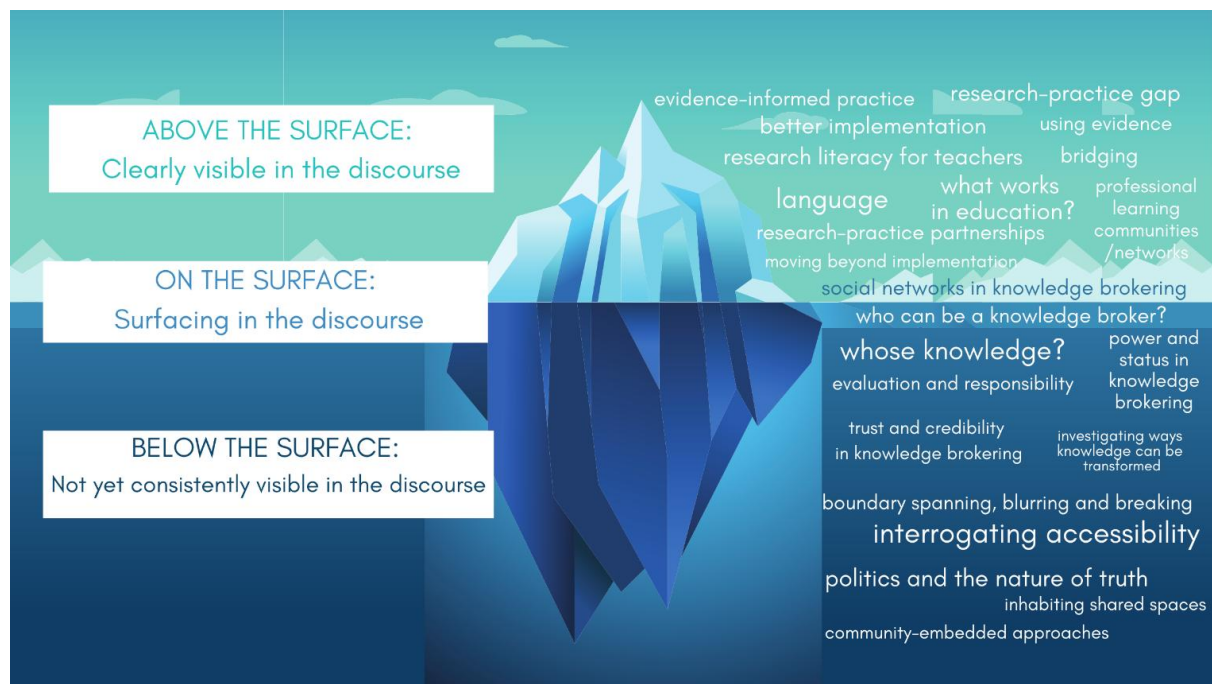 ABOVE THE SURFACE:
Clearly visible in the discourse
ON THE SURFACE:
Surfacing in the discourse
BELOW THE SURFACE:
Not yet consistently visible in the discourse
evidence-informed practice
research-practice gap
better implementation
using evidence
research literacy for teachers
bridging
language
what works
in education?
professional
learning
communities
/networks
research-practice partnerships
moving beyond implementation
social networks in knowledge brokering
who can be a knowledge broker?
whose knowledge?
power and
status in
knowledge
brokering
evaluation and responsibility
trust and credibility
in knowledge brokering
investigating ways
knowledge can be
transformed
boundary spanning, blurring and breaking
interrogating accessibility
politics and the nature of truth
inhabiting shared spaces
community-embedded approaches